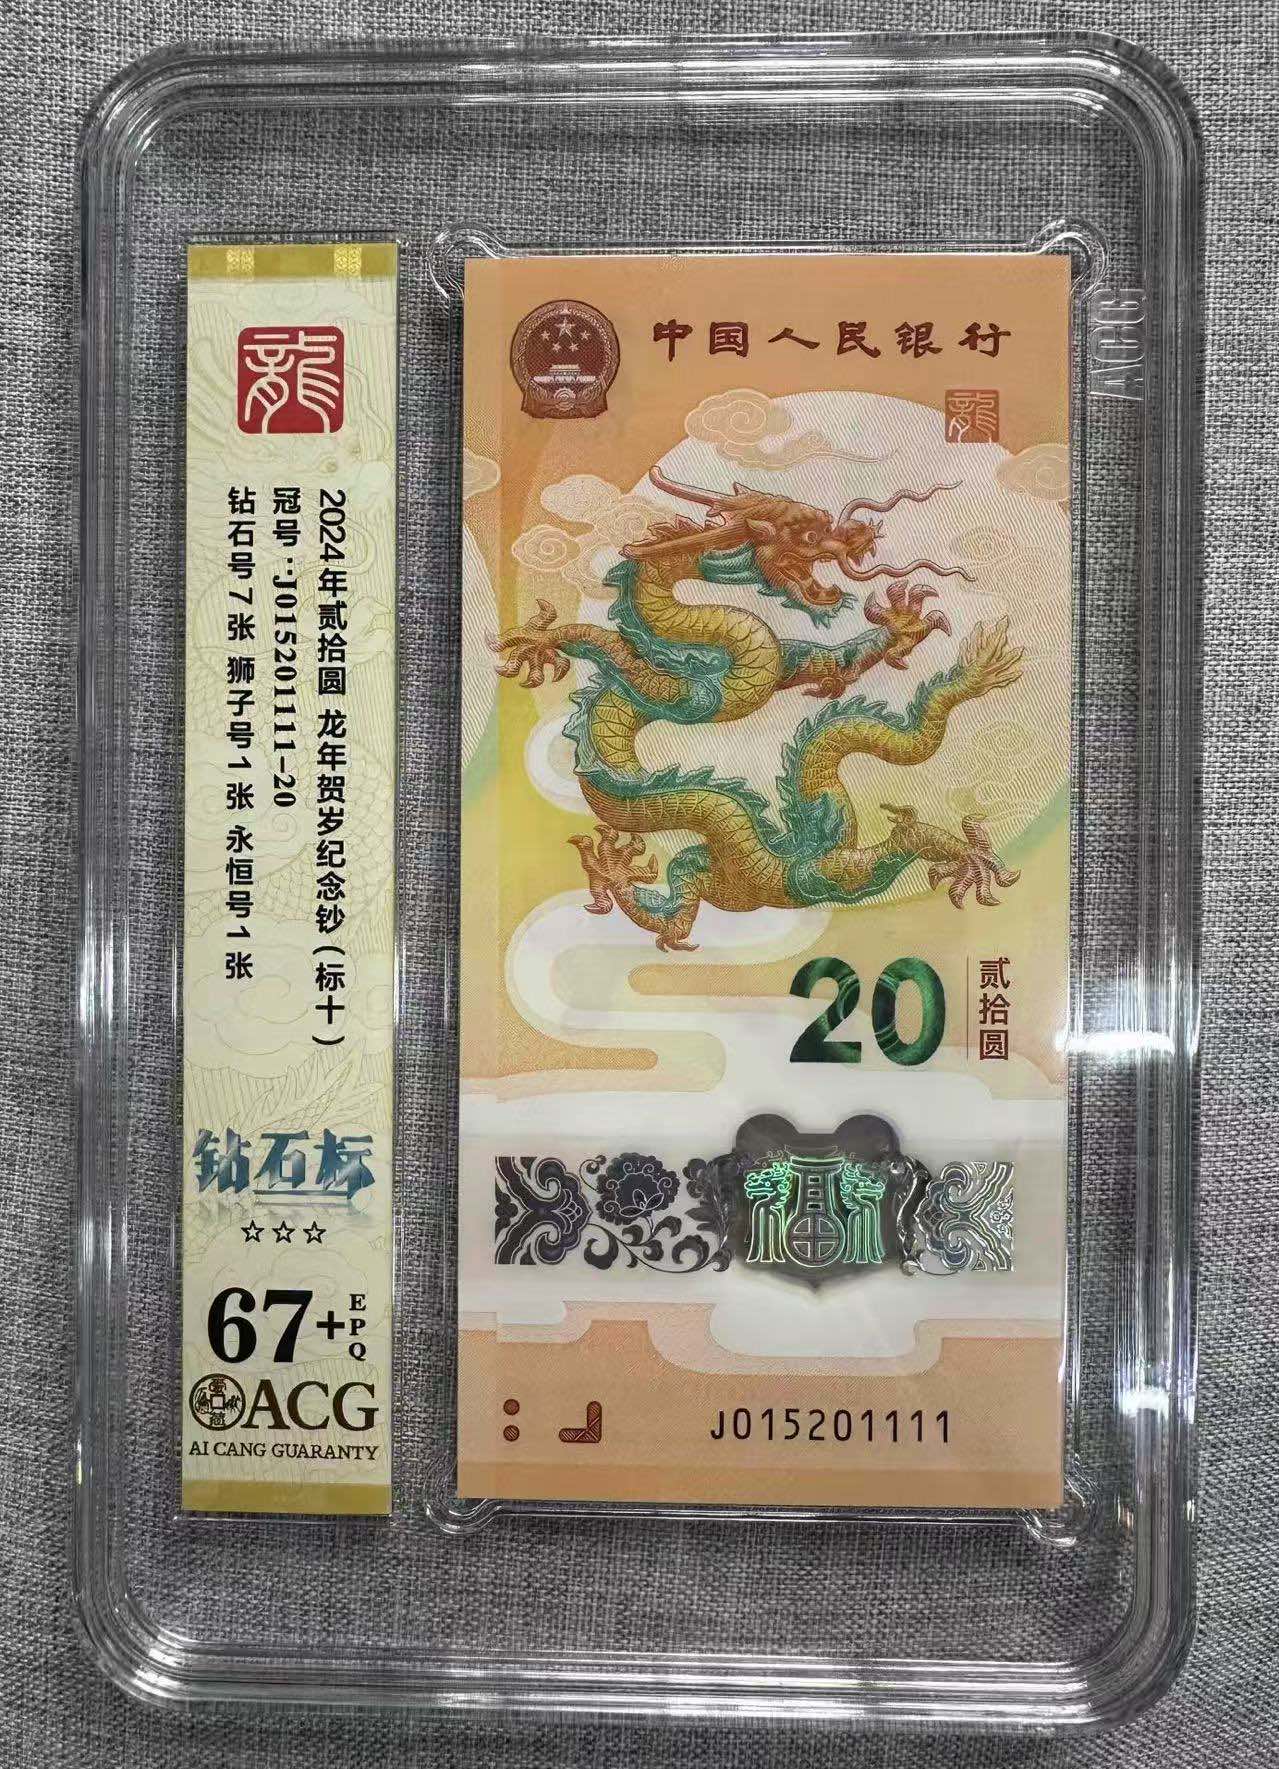 龍
2024年贰拾圆 龙年贺岁纪念钞(标十)
冠号:J015201111-20
钻石号7张 狮子号1张 永恒号1张
钻石标
☆☆☆
67+EPQ
ACG
AI CANG GUARANTY
中国人民银行
龍
20
贰拾圆
J015201111
ACG